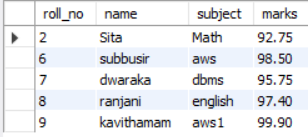 roll_no name subject marks
2 Sita Math 92.75
6 subbusir aws 98.50
7 dwaraka dbms 95.75
8 ranjani english 97.40
9 kavithamam aws1 99.90